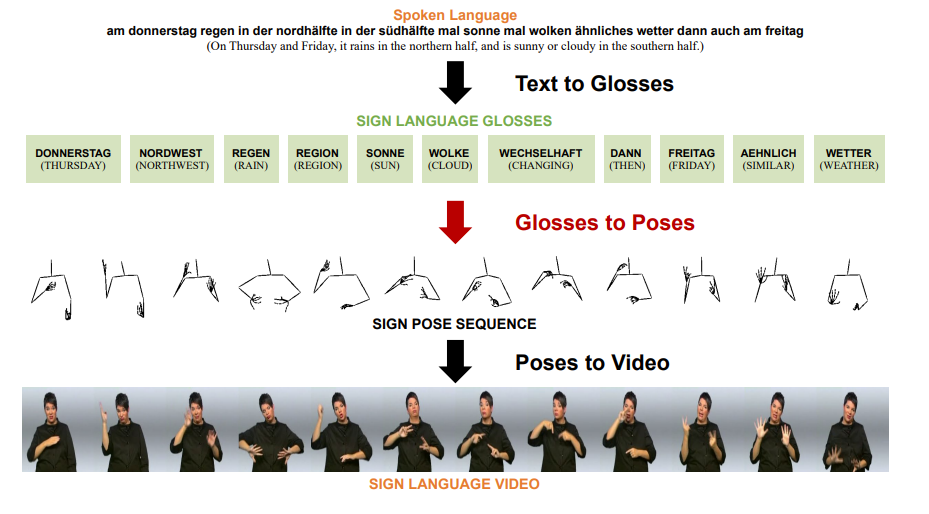 Spoken Language
am donnerstag regen in der nordhälfte in der südhälfte mal sonne mal wolken ähnliches wetter dann auch am freitag
(On Thursday and Friday, it rains in the northern half, and is sunny or cloudy in the southern half.)
Text to Glosses
SIGN LANGUAGE GLOSSES
DONNERSTAG NORDWEST REGEN REGION SONNE WOLKE WECHSELHAFT DANN FREITAG AEHNLICH WETTER
(THURSDAY) (NORTHWEST) (RAIN) (REGION) (SUN) (CLOUD) (CHANGING) (THEN) (FRIDAY) (SIMILAR) (WEATHER)
Glosses to Poses
SIGN POSE SEQUENCE
Poses to Video
SIGN LANGUAGE VIDEO